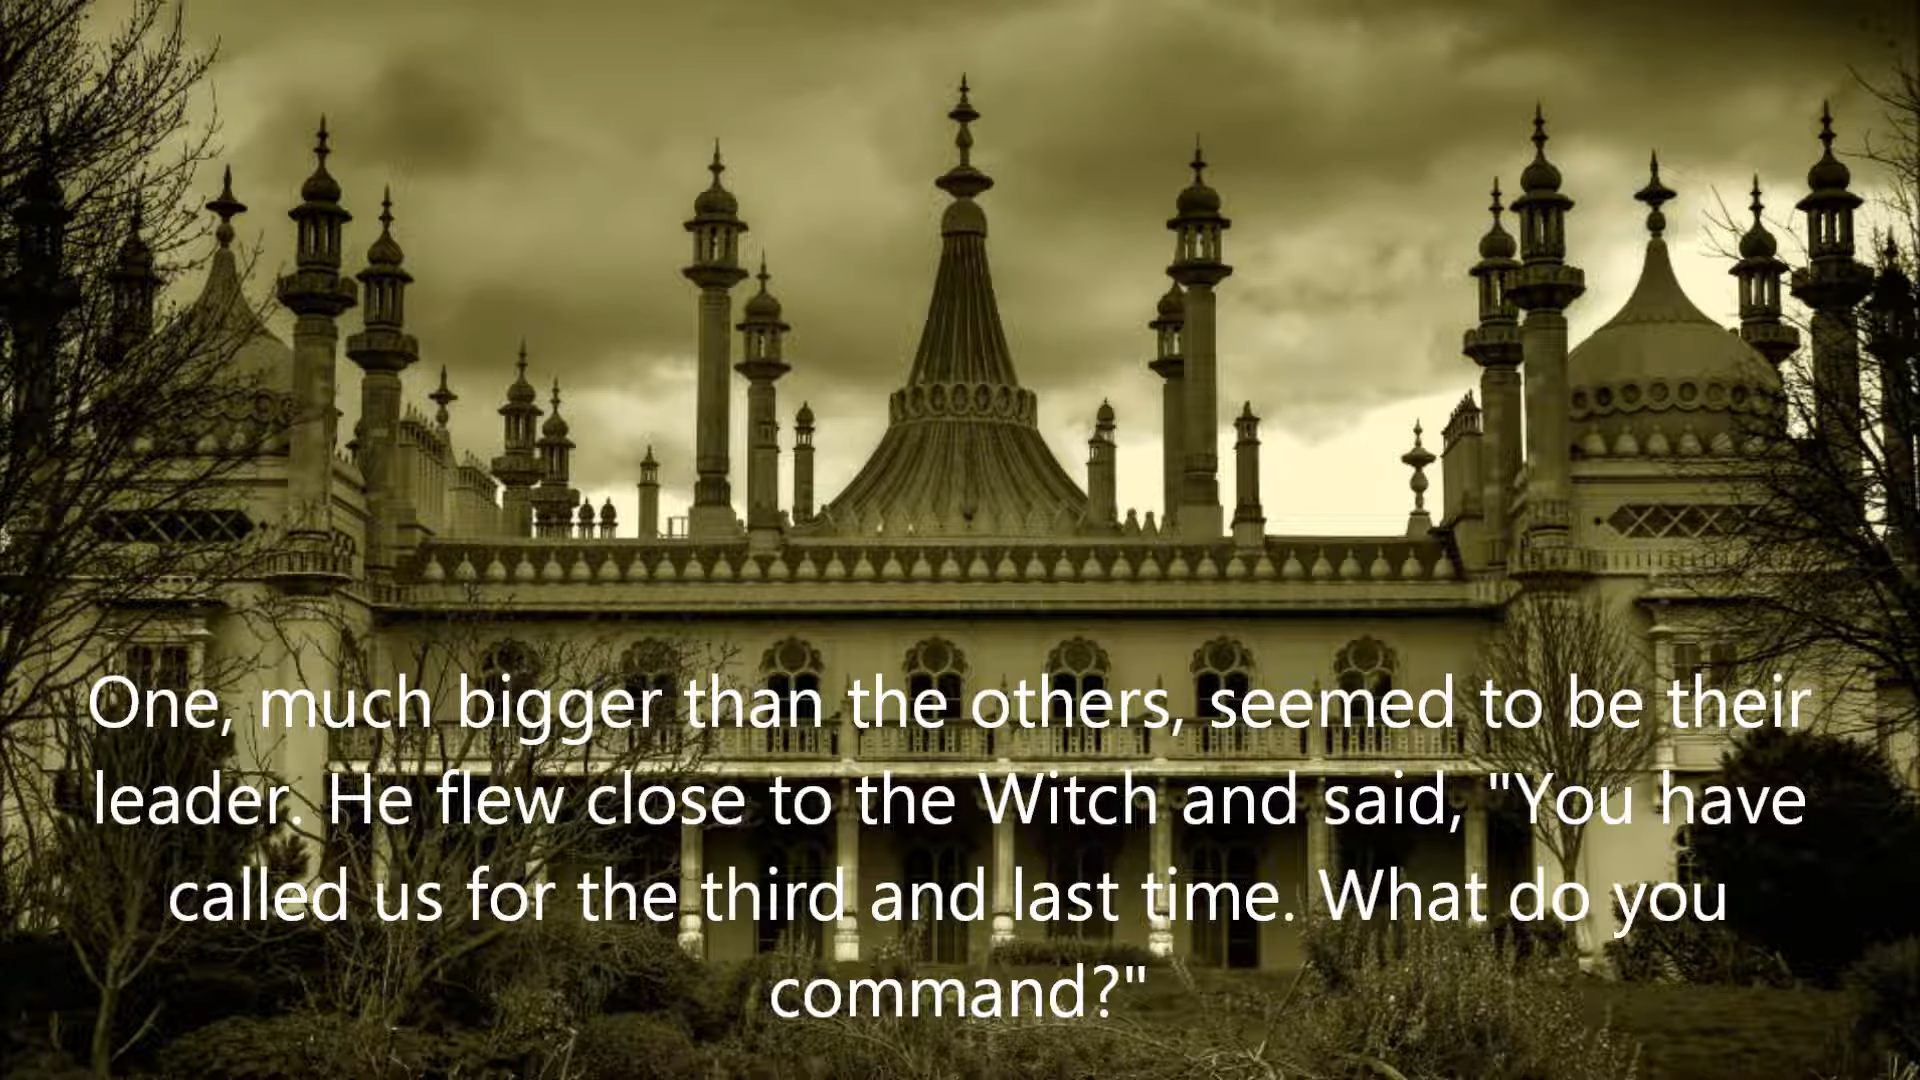 One, much bigger than the others, seemed to be their
leader. He flew close to the Witch and said, "You have
called us for the third and last time. What do you
command?"